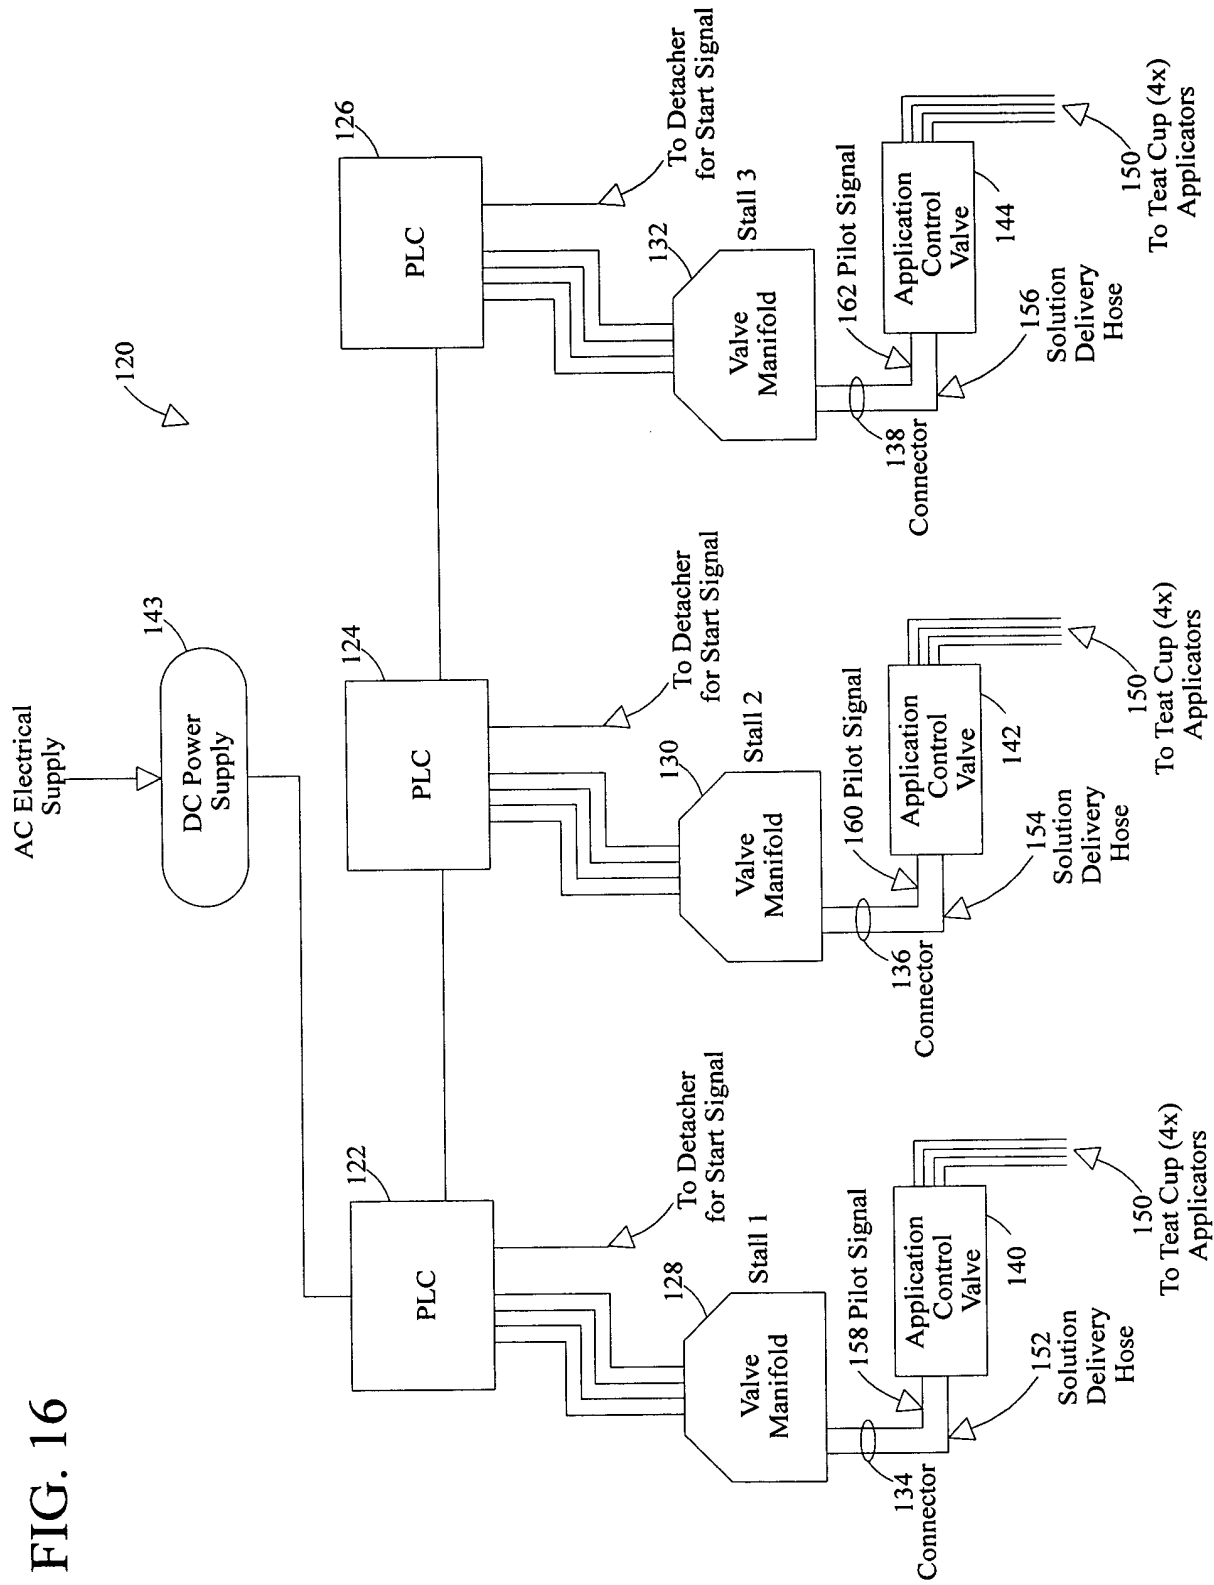 FIG. 16
AC Electrical
Supply
143
DC Power
Supply
120
122
PLC
124
PLC
126
PLC
To Detacher
for Start Signal
To Detacher
for Start Signal
To Detacher
for Start Signal
128
Stall 1
Valve
Manifold
130
Stall 2
Valve
Manifold
132
Stall 3
Valve
Manifold
134
Connector
158 Pilot Signal
Application
Control
Valve
140
152
Solution
Delivery
Hose
150
To Teat Cup (4x)
Applicators
136
Connector
160 Pilot Signal
Application
Control
Valve
142
154
Solution
Delivery
Hose
150
To Teat Cup (4x)
Applicators
138
Connector
162 Pilot Signal
Application
Control
Valve
144
156
Solution
Delivery
Hose
150
To Teat Cup (4x)
Applicators